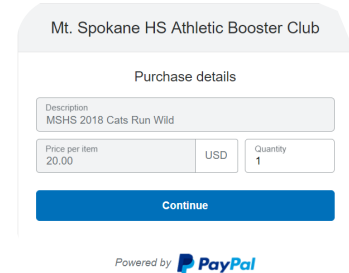 Mt. Spokane HS Athletic Booster Club
Purchase details
Description
MSHS 2018 Cats Run Wild
Price per item
20.00
USD
Quantity
1
Continue
Powered by PayPal